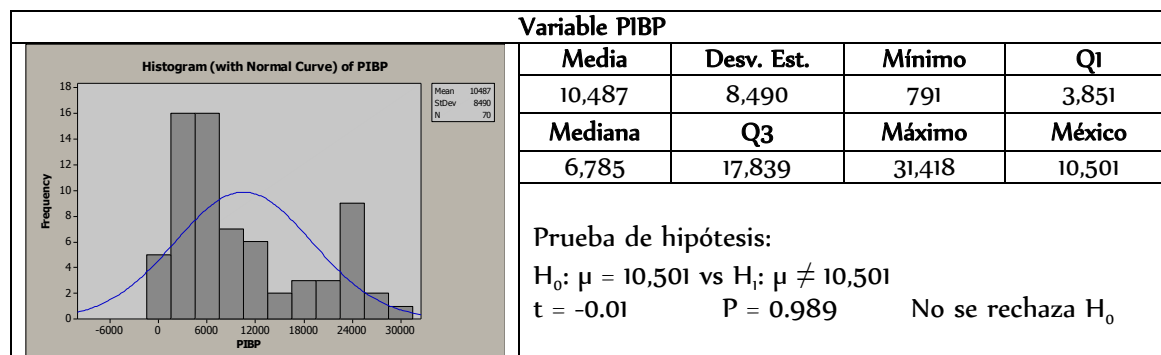 Variable PIBP
Histogram (with Normal Curve) of PIBP
Mean 10487
StDev 8490
N 70
Frequency
18
16
14
12
10
8
6
4
2
0
-6000 0 6000 12000 18000 24000 30000
PIBP
Media Desv. Est. Mínimo Q1
10,487 8,490 791 3,851
Mediana Q3 Máximo México
6,785 17,839 31,418 10,501
Prueba de hipótesis:
H₀: μ = 10,501 vs H₁: μ ≠ 10,501
t = -0.01 P = 0.989 No se rechaza H₀